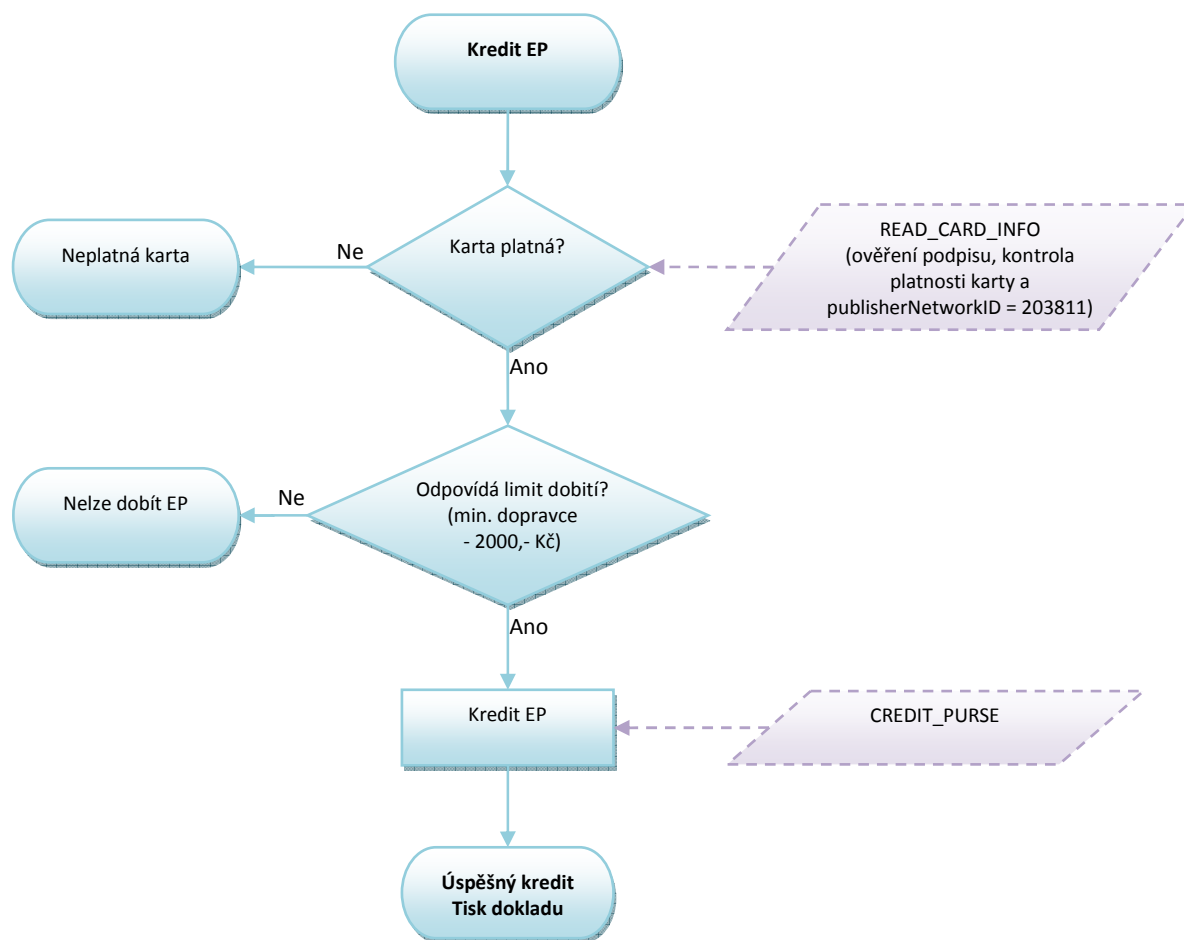 Kredit EP
Neplatná karta
Ne
Karta platná?
READ_CARD_INFO
(ověření podpisu, kontrola
platnosti karty a
publisherNetworkID = 203811)
Ano
Nelze dobít EP
Ne
Odpovídá limit dobití?
(min. dopravce
- 2000,- Kč)
Ano
Kredit EP
CREDIT_PURSE
Úspěšný kredit
Tisk dokladu